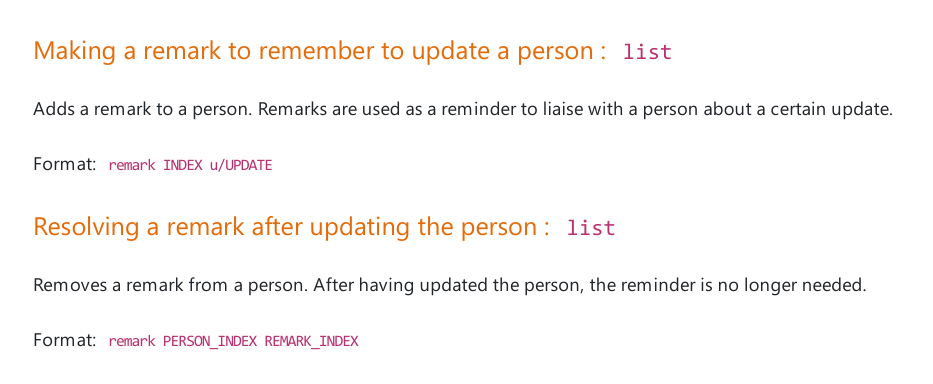 Making a remark to remember to update a person : list
Adds a remark to a person. Remarks are used as a reminder to liaise with a person about a certain update.
Format: remark INDEX u/UPDATE
Resolving a remark after updating the person : list
Removes a remark from a person. After having updated the person, the reminder is no longer needed.
Format: remark PERSON_INDEX REMARK_INDEX